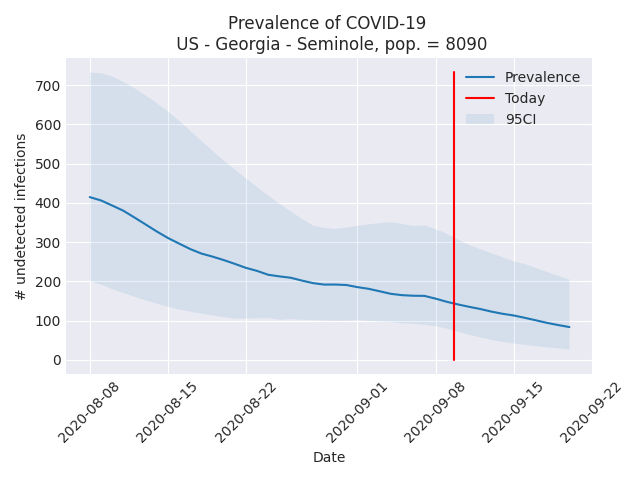 Prevalence of COVID-19
US - Georgia - Seminole, pop. = 8090
# undetected infections
700
600
500
400
300
200
100
0
Prevalence
Today
95CI
2020-08-08
2020-08-15
2020-08-22
2020-09-01
2020-09-08
2020-09-15
2020-09-22
Date